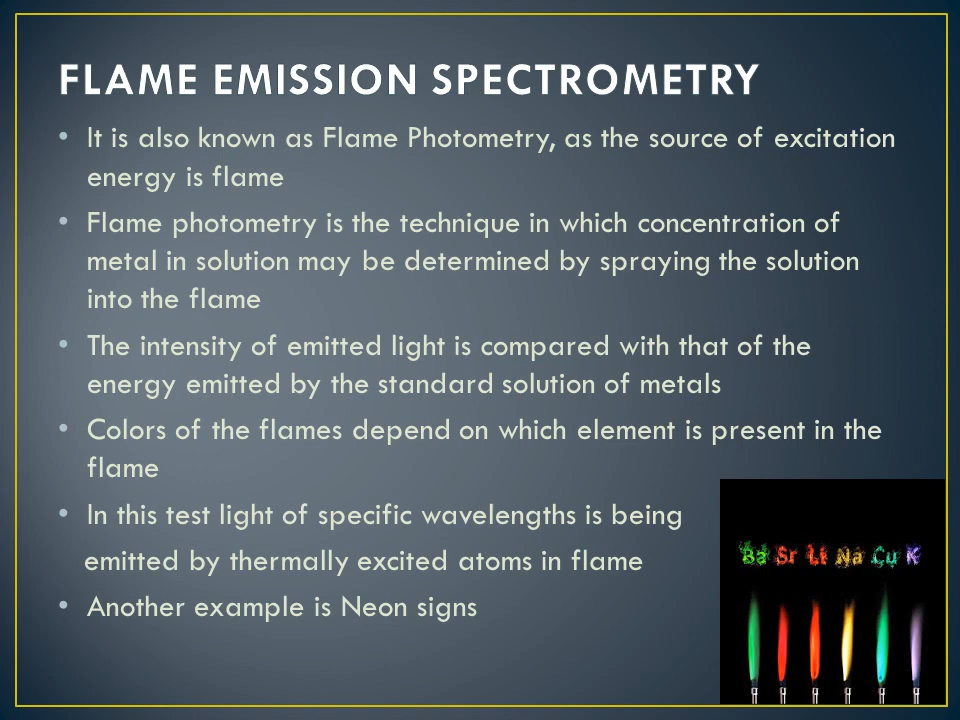 FLAME EMISSION SPECTROMETRY
• It is also known as Flame Photometry, as the source of excitation
energy is flame
• Flame photometry is the technique in which concentration of
metal in solution may be determined by spraying the solution
into the flame
• The intensity of emitted light is compared with that of the
energy emitted by the standard solution of metals
• Colors of the flames depend on which element is present in the
flame
• In this test light of specific wavelengths is being
emitted by thermally excited atoms in flame
• Another example is Neon signs
Ba Sr Li Na Cu K